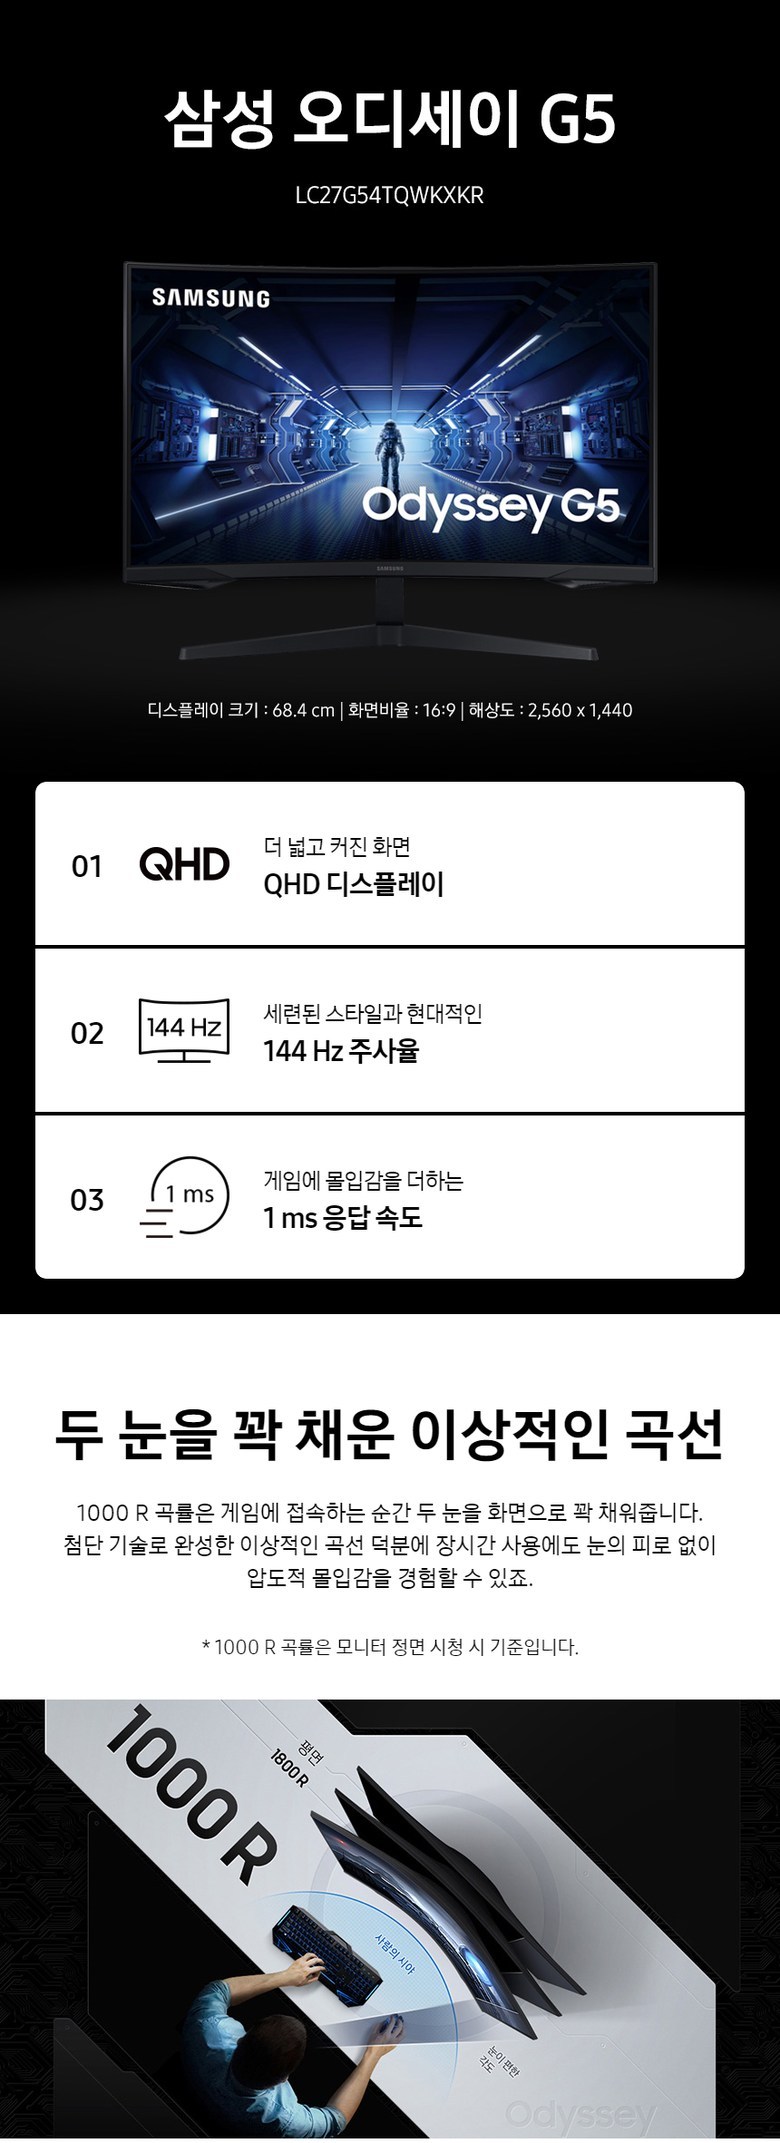 삼성 오디세이 G5
LC27G54TQWKXKR
SAMSUNG
Odyssey G5
SAMSUNG
디스플레이 크기 : 68.4 cm | 화면비율 : 16:9 | 해상도 : 2,560 x 1,440
01
QHD
더 넓고 커진 화면
QHD 디스플레이
02
144 Hz
세련된 스타일과 현대적인
144 Hz 주사율
03
1 ms
게임에 몰입감을 더하는
1 ms 응답 속도
두 눈을 꽉 채운 이상적인 곡선
1000 R 곡률은 게임에 접속하는 순간 두 눈을 화면으로 꽉 채워줍니다.
첨단 기술로 완성한 이상적인 곡선 덕분에 장시간 사용에도 눈의 피로 없이
압도적 몰입감을 경험할 수 있죠.
* 1000 R 곡률은 모니터 정면 시청 시 기준입니다.
1000 R
평면
1800 R
사람의 시야
눈이 편한
각도
Odyssey